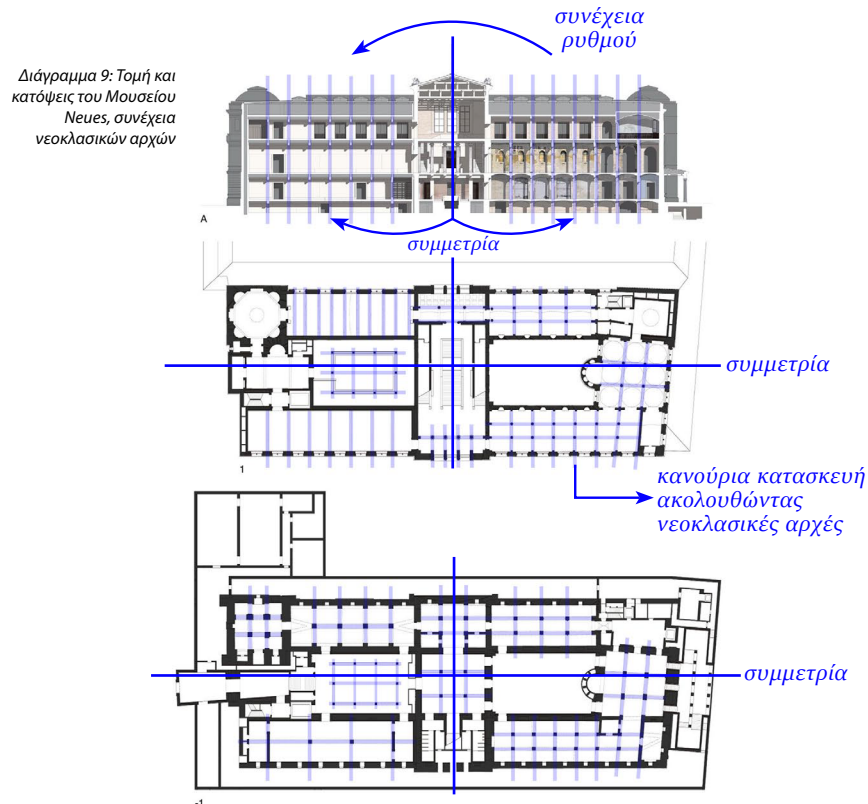 συνέχεια
ρυθμού
Διάγραμμα 9: Τομή και
κατόψεις του Μουσείου
Neues, συνέχεια
νεοκλασικών αρχών
A
συμμετρία
συμμετρία
1
κανούρια κατασκευή
ακολουθώντας
νεοκλασικές αρχές
συμμετρία
-1